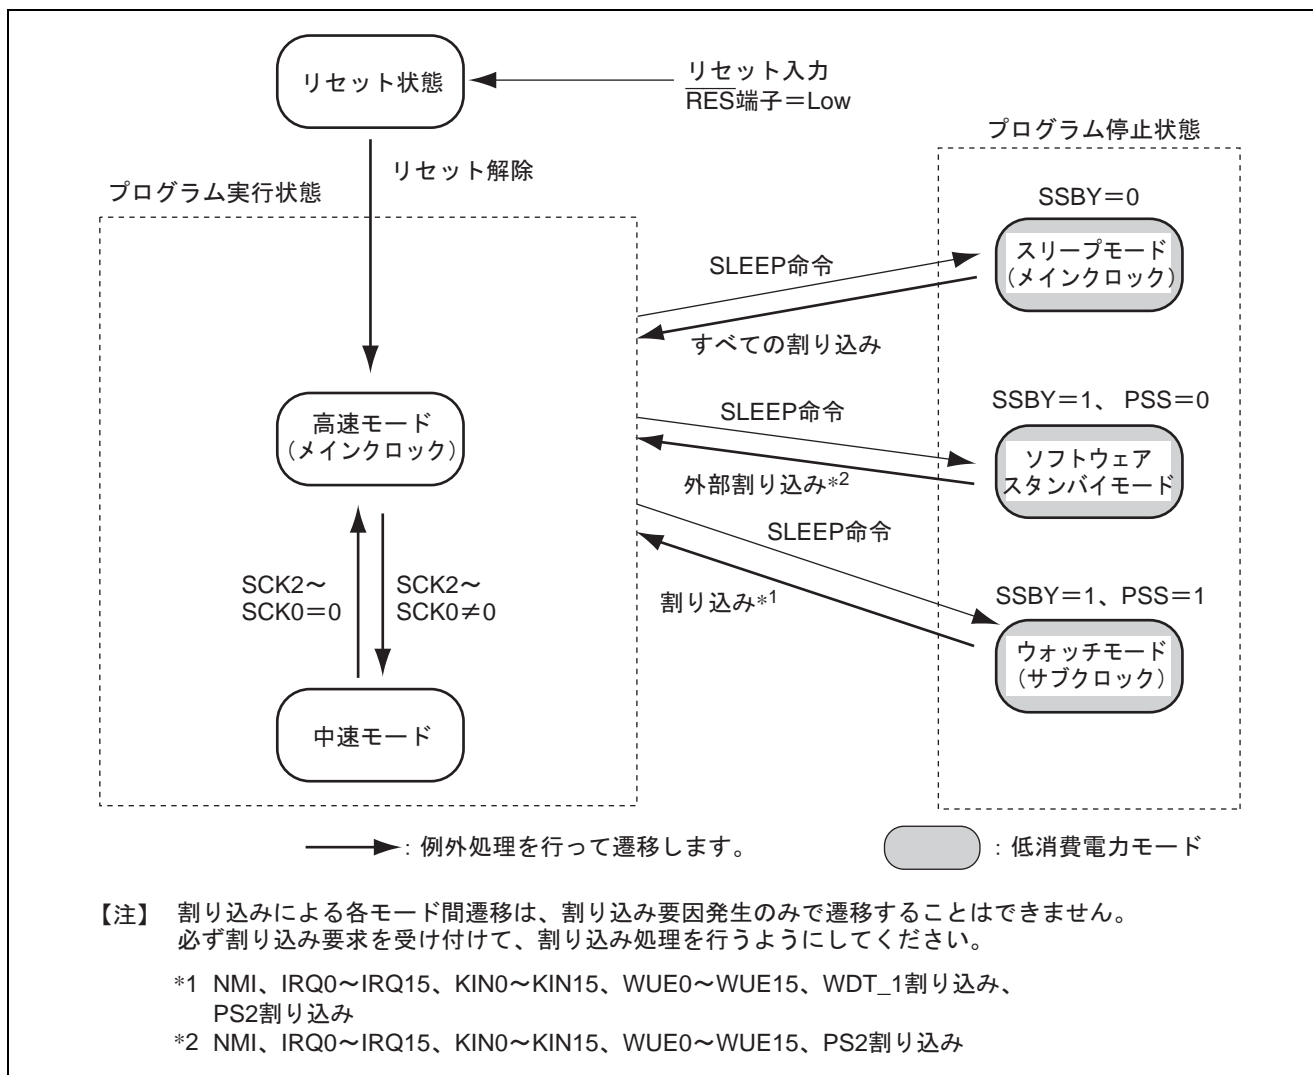 リセット状態
リセット入力
RES端子＝Low
リセット解除
プログラム実行状態
プログラム停止状態
SSBY＝0
スリープモード
（メインクロック）
SLEEP命令
すべての割り込み
高速モード
（メインクロック）
SSBY＝1、 PSS＝0
ソフトウェア
スタンバイモード
SLEEP命令
外部割り込み*2
SLEEP命令
割り込み*1
SSBY＝1、PSS＝1
ウォッチモード
（サブクロック）
SCK2～
SCK0＝0
SCK2～
SCK0≠0
中速モード
：例外処理を行って遷移します。
：低消費電力モード
【注】 割り込みによる各モード間遷移は、割り込み要因発生のみで遷移することはできません。
必ず割り込み要求を受け付けて、割り込み処理を行うようにしてください。
*1 NMI、IRQ0～IRQ15、KIN0～KIN15、WUE0～WUE15、WDT_1割り込み、
PS2割り込み
*2 NMI、IRQ0～IRQ15、KIN0～KIN15、WUE0～WUE15、PS2割り込み